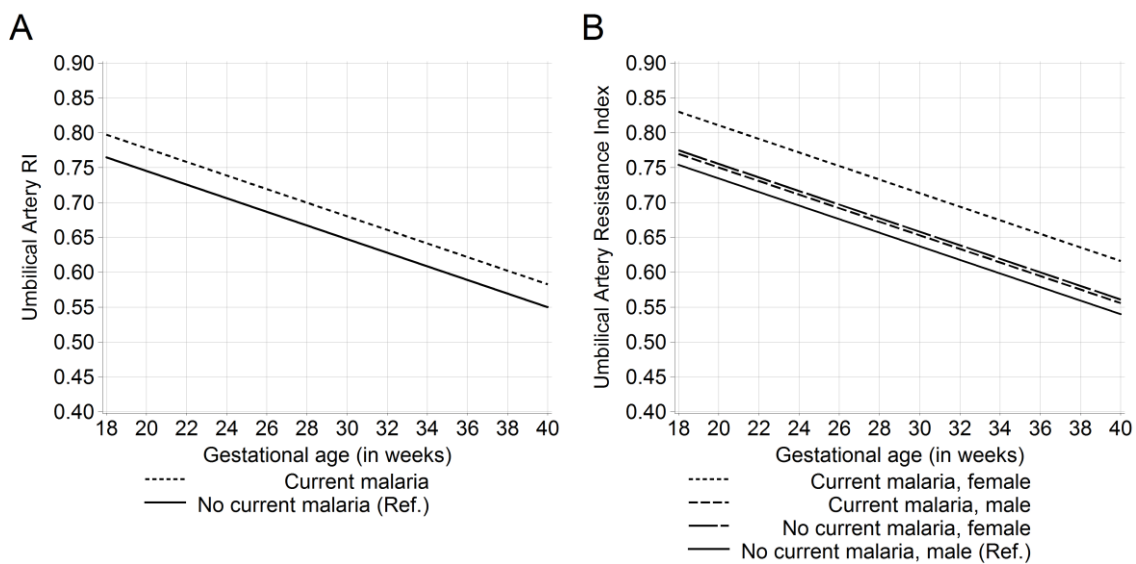 A
Umbilical Artery RI
0.90
0.85
0.80
0.75
0.70
0.65
0.60
0.55
0.50
0.45
0.40
18 20 22 24 26 28 30 32 34 36 38 40
Gestational age (in weeks)
Current malaria
No current malaria (Ref.)
B
Umbilical Artery Resistance Index
0.90
0.85
0.80
0.75
0.70
0.65
0.60
0.55
0.50
0.45
0.40
18 20 22 24 26 28 30 32 34 36 38 40
Gestational age (in weeks)
Current malaria, female
Current malaria, male
No current malaria, female
No current malaria, male (Ref.)